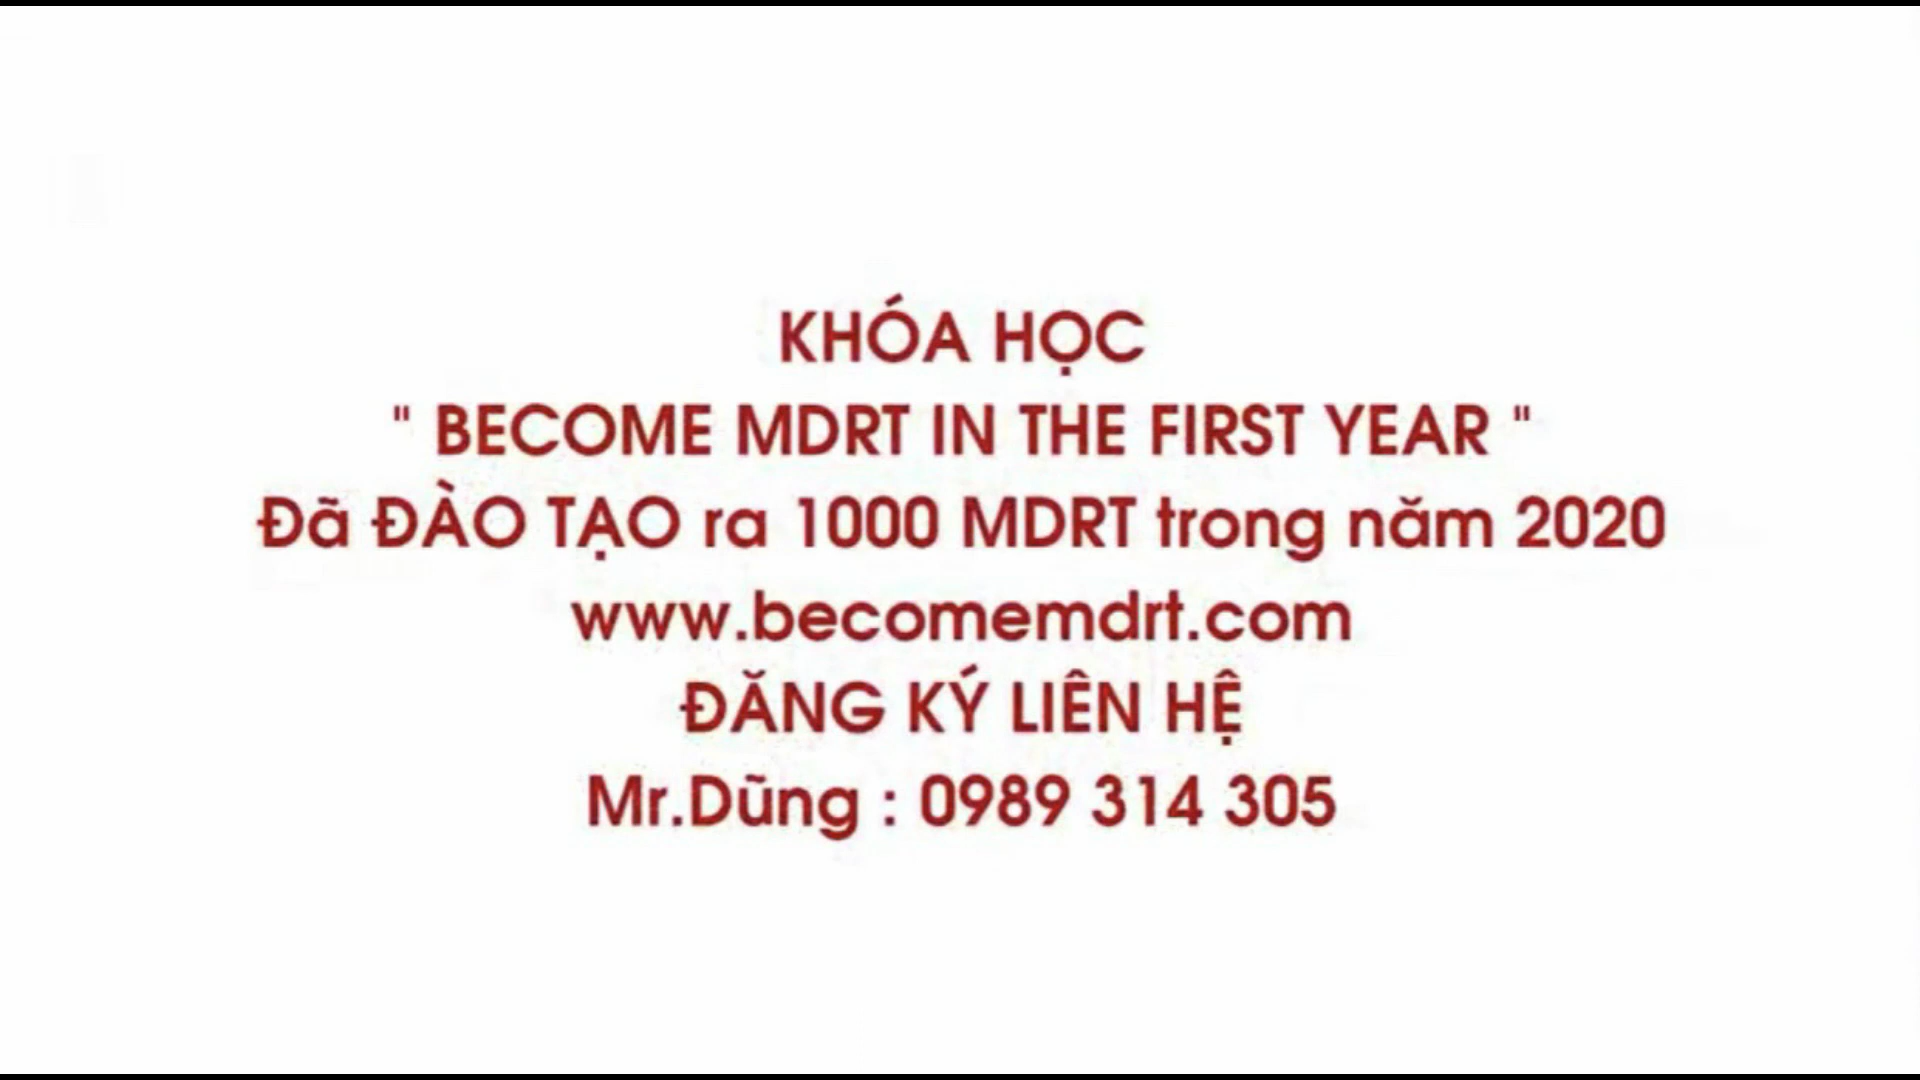 KHÓA HỌC
" BECOME MDRT IN THE FIRST YEAR "
Đã ĐÀO TẠO ra 1000 MDRT trong năm 2020
www.becomemdrt.com
ĐĂNG KÝ LIÊN HỆ
Mr.Dũng : 0989 314 305